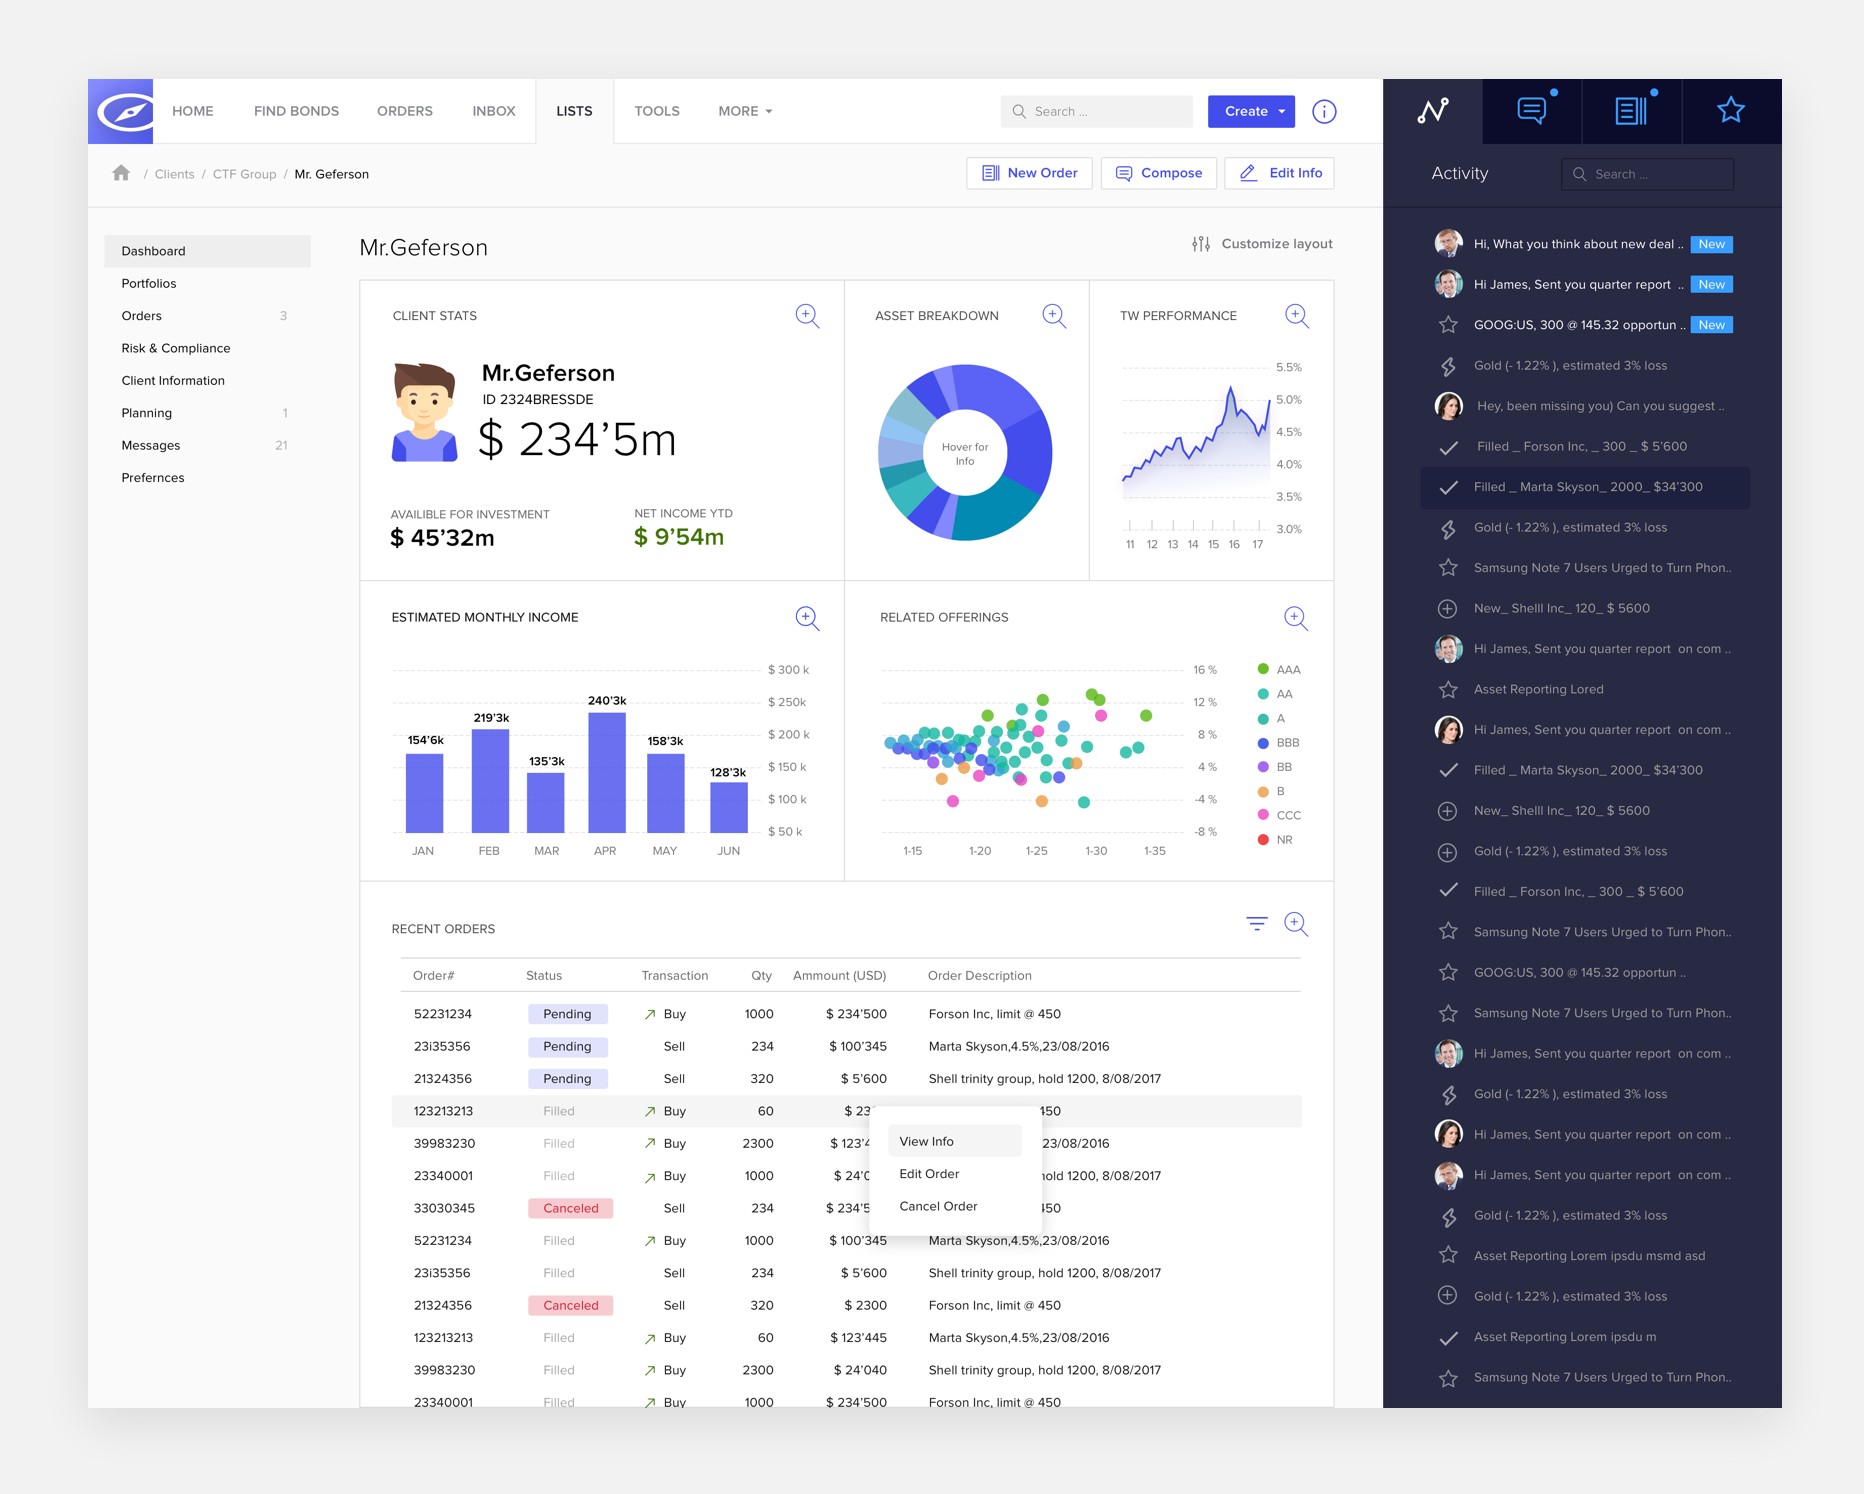 HOME FIND BONDS ORDERS INBOX LISTS TOOLS MORE Search ... Create
/ Clients / CTF Group / Mr. Geferson New Order Compose Edit Info
Dashboard
Portfolios
Orders 3
Risk & Compliance
Client Information
Planning 1
Messages 21
Prefernces
Mr.Geferson Customize layout
CLIENT STATS
Mr.Geferson
ID 2324BRESSDE
$ 234’5m
AVAILIBLE FOR INVESTMENT NET INCOME YTD
$ 45’32m $ 9’54m
ASSET BREAKDOWN
Hover for
Info
TW PERFORMANCE
5.5%
5.0%
4.5%
4.0%
3.5%
3.0%
11 12 13 14 15 16 17
ESTIMATED MONTHLY INCOME
$ 300 k
$ 250k
$ 200 k
$ 150 k
$ 100 k
$ 50 k
154’6k 219’3k 135’3k 240’3k 158’3k 128’3k
JAN FEB MAR APR MAY JUN
RELATED OFFERINGS
16 %
12 %
8 %
4 %
-4 %
-8 %
1-15 1-20 1-25 1-30 1-35
AAA
AA
A
BBB
BB
B
CCC
NR
RECENT ORDERS
Order# Status Transaction Qty Ammount (USD) Order Description
52231234 Pending Buy 1000 $ 234’500 Forson Inc, limit @ 450
23i35356 Pending Sell 234 $ 100’345 Marta Skyson,4.5%,23/08/2016
21324356 Pending Sell 320 $ 5’600 Shell trinity group, hold 1200, 8/08/2017
123213213 Filled Buy 60 $ 23 450
39983230 Filled Buy 2300 $ 123’4 23/08/2016
23340001 Filled Buy 1000 $ 24’0 hold 1200, 8/08/2017
33030345 Canceled Sell 234 $ 234’5 450
52231234 Filled Buy 1000 $ 100’345 Marta Skyson,4.5%,23/08/2016
23i35356 Filled Sell 234 $ 5’600 Shell trinity group, hold 1200, 8/08/2017
21324356 Canceled Sell 320 $ 2300 Forson Inc, limit @ 450
123213213 Filled Buy 60 $ 123’445 Marta Skyson,4.5%,23/08/2016
39983230 Filled Buy 2300 $ 24’040 Shell trinity group, hold 1200, 8/08/2017
23340001 Filled Buy 1000 $ 234’500 Forson Inc, limit @ 450
View Info
Edit Order
Cancel Order
Activity Search ...
Hi, What you think about new deal .. New
Hi James, Sent you quarter report .. New
GOOG:US, 300 @ 145.32 opportun .. New
Gold (- 1.22% ), estimated 3% loss
Hey, been missing you) Can you suggest ..
Filled _ Forson Inc, _ 300 _ $ 5’600
Filled _ Marta Skyson_ 2000_ $34’300
Gold (- 1.22% ), estimated 3% loss
Samsung Note 7 Users Urged to Turn Phon..
New_ Shelll Inc_ 120_ $ 5600
Hi James, Sent you quarter report on com ..
Asset Reporting Lored
Hi James, Sent you quarter report on com ..
Filled _ Marta Skyson_ 2000_ $34’300
New_ Shelll Inc_ 120_ $ 5600
Gold (- 1.22% ), estimated 3% loss
Filled _ Forson Inc, _ 300 _ $ 5’600
Samsung Note 7 Users Urged to Turn Phon..
GOOG:US, 300 @ 145.32 opportun ..
Samsung Note 7 Users Urged to Turn Phon..
Hi James, Sent you quarter report on com ..
Gold (- 1.22% ), estimated 3% loss
Hi James, Sent you quarter report on com ..
Hi James, Sent you quarter report on com ..
Gold (- 1.22% ), estimated 3% loss
Asset Reporting Lorem ipsdu msmd asd
Gold (- 1.22% ), estimated 3% loss
Asset Reporting Lorem ipsdu m
Samsung Note 7 Users Urged to Turn Phon..